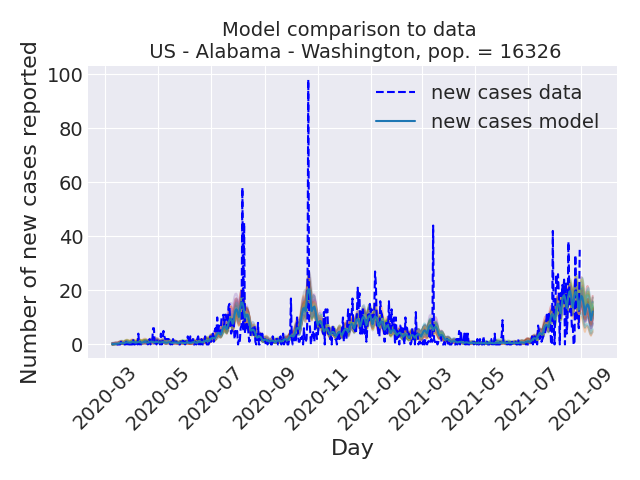 Model comparison to data
US - Alabama - Washington, pop. = 16326
Number of new cases reported
100
80
60
40
20
0
new cases data
new cases model
2020-03
2020-05
2020-07
2020-09
2020-11
2021-01
2021-03
2021-05
2021-07
2021-09
Day